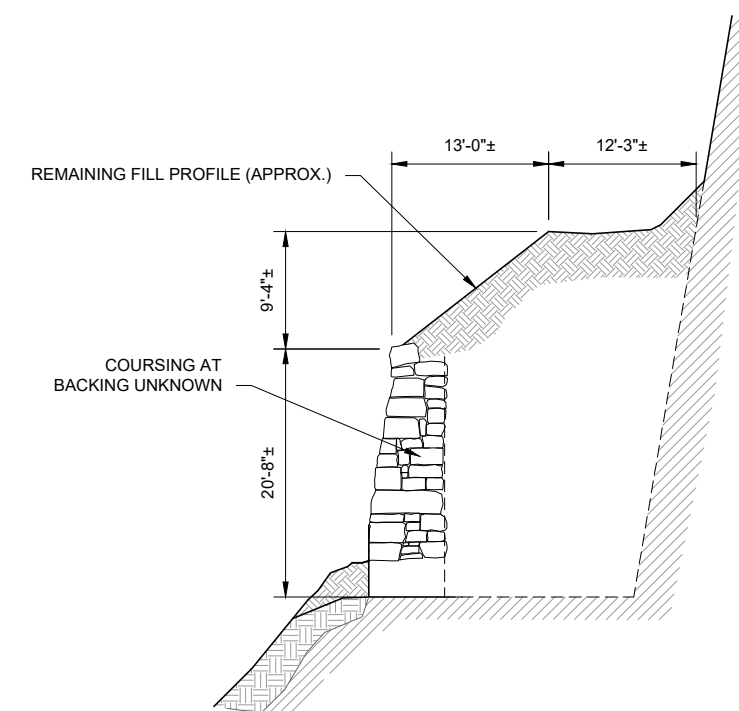 13'-0"±
12'-3"±
REMAINING FILL PROFILE (APPROX.)
9'-4"±
COURSING AT
BACKING UNKNOWN
20'-8"±